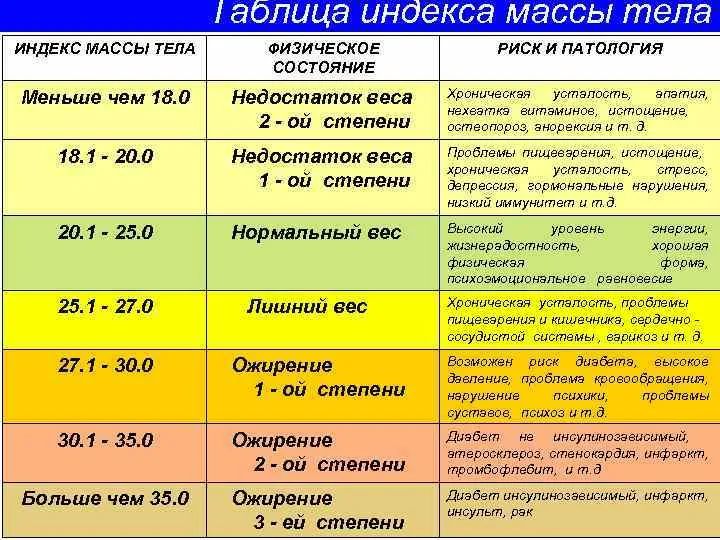 Таблица индекса массы тела
ИНДЕКС МАССЫ ТЕЛА
ФИЗИЧЕСКОЕ
СОСТОЯНИЕ
РИСК И ПАТОЛОГИЯ
Меньше чем 18.0
Недостаток веса
2 - ой степени
Хроническая усталость, апатия,
нехватка витаминов, истощение,
остеопороз, анорексия и т. д.
18.1 - 20.0
Недостаток веса
1 - ой степени
Проблемы пищеварения, истощение,
хроническая усталость, стресс,
депрессия, гормональные нарушения,
низкий иммунитет и т.д.
20.1 - 25.0
Нормальный вес
Высокий уровень энергии,
жизнерадостность, хорошая
физическая форма,
психоэмоциональное равновесие
25.1 - 27.0
Лишний вес
Хроническая усталость, проблемы
пищеварения и кишечника, сердечно -
сосудистой системы , варикоз и т. д.
27.1 - 30.0
Ожирение
1 - ой степени
Возможен риск диабета, высокое
давление, проблема кровообращения,
нарушение психики, проблемы
суставов, психоз и т.д.
30.1 - 35.0
Ожирение
2 - ой степени
Диабет не инсулинозависимый,
атеросклероз, стенокардия, инфаркт,
тромбофлебит, и т.д
Больше чем 35.0
Ожирение
3 - ей степени
Диабет инсулинозависимый, инфаркт,
инсульт, рак